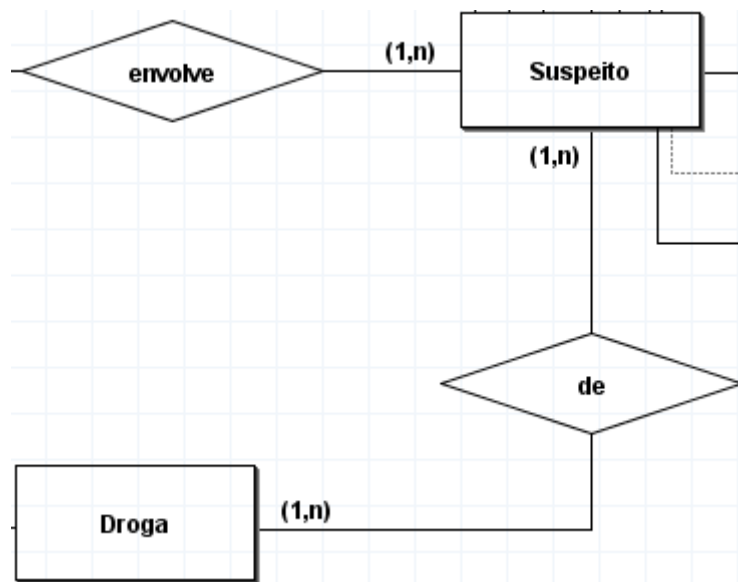 envolve
(1,n)
Suspeito
(1,n)
de
Droga
(1,n)